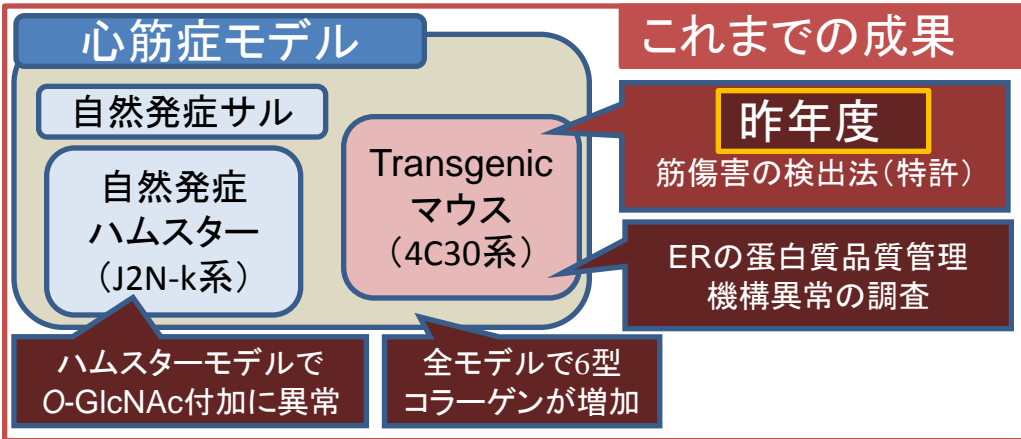 心筋症モデル
これまでの成果
自然発症サル
自然発症
ハムスター
（J2N-k系）
Transgenic
マウス
（4C30系）
昨年度
筋傷害の検出法（特許）
ERの蛋白質品質管理
機構異常の調査
ハムスターモデルで
O-GlcNAc付加に異常
全モデルで6型
コラーゲンが増加